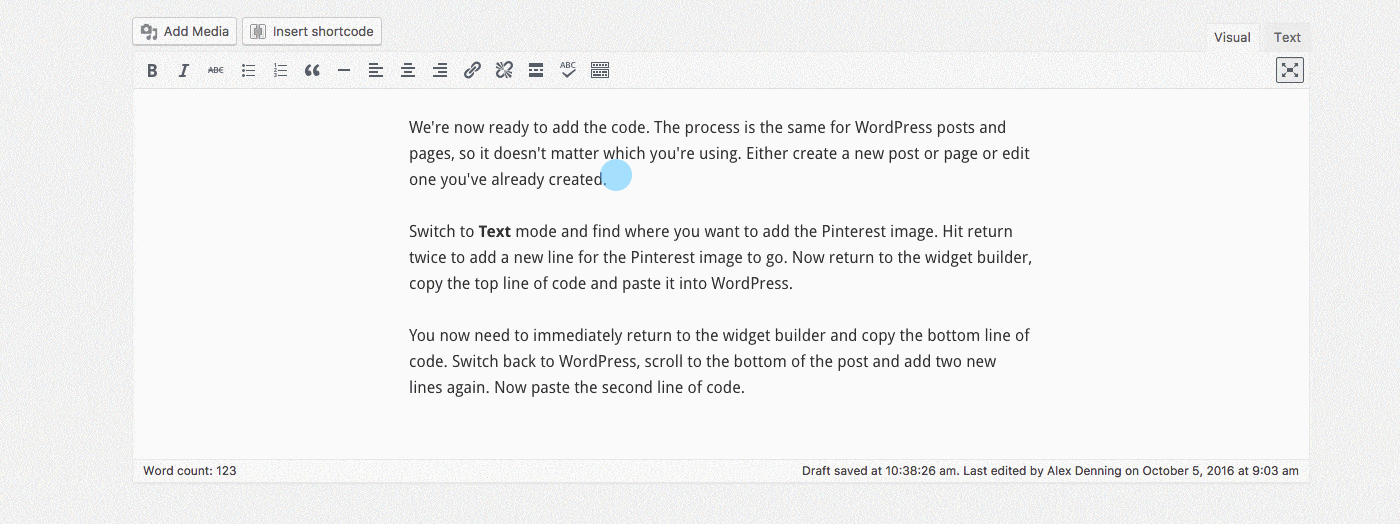 Add Media Insert shortcode
Visual Text
B I ABC ABC
We're now ready to add the code. The process is the same for WordPress posts and
pages, so it doesn't matter which you're using. Either create a new post or page or edit
one you've already created.
Switch to Text mode and find where you want to add the Pinterest image. Hit return
twice to add a new line for the Pinterest image to go. Now return to the widget builder,
copy the top line of code and paste it into WordPress.
You now need to immediately return to the widget builder and copy the bottom line of
code. Switch back to WordPress, scroll to the bottom of the post and add two new
lines again. Now paste the second line of code.
Word count: 123
Draft saved at 10:38:26 am. Last edited by Alex Denning on October 5, 2016 at 9:03 am